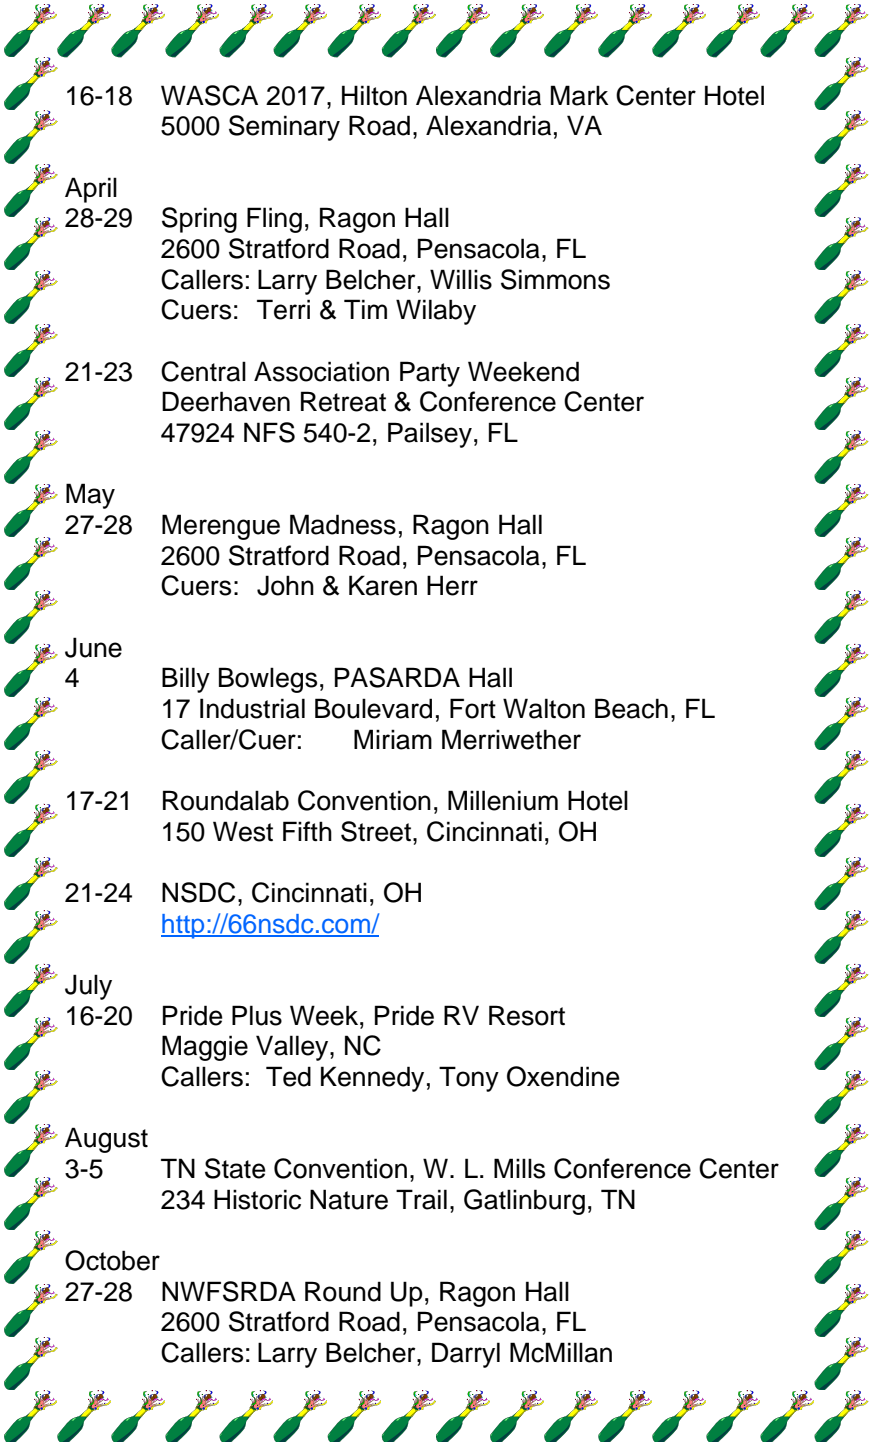 16-18 WASCA 2017, Hilton Alexandria Mark Center Hotel
5000 Seminary Road, Alexandria, VA
April
28-29 Spring Fling, Ragon Hall
2600 Stratford Road, Pensacola, FL
Callers: Larry Belcher, Willis Simmons
Cuers: Terri & Tim Wilaby
21-23 Central Association Party Weekend
Deerhaven Retreat & Conference Center
47924 NFS 540-2, Pailsey, FL
May
27-28 Merengue Madness, Ragon Hall
2600 Stratford Road, Pensacola, FL
Cuers: John & Karen Herr
June
4 Billy Bowlegs, PASARDA Hall
17 Industrial Boulevard, Fort Walton Beach, FL
Caller/Cuer: Miriam Merriwether
17-21 Roundalab Convention, Millenium Hotel
150 West Fifth Street, Cincinnati, OH
21-24 NSDC, Cincinnati, OH
http://66nsdc.com/
July
16-20 Pride Plus Week, Pride RV Resort
Maggie Valley, NC
Callers: Ted Kennedy, Tony Oxendine
August
3-5 TN State Convention, W. L. Mills Conference Center
234 Historic Nature Trail, Gatlinburg, TN
October
27-28 NWFSRDA Round Up, Ragon Hall
2600 Stratford Road, Pensacola, FL
Callers: Larry Belcher, Darryl McMillan